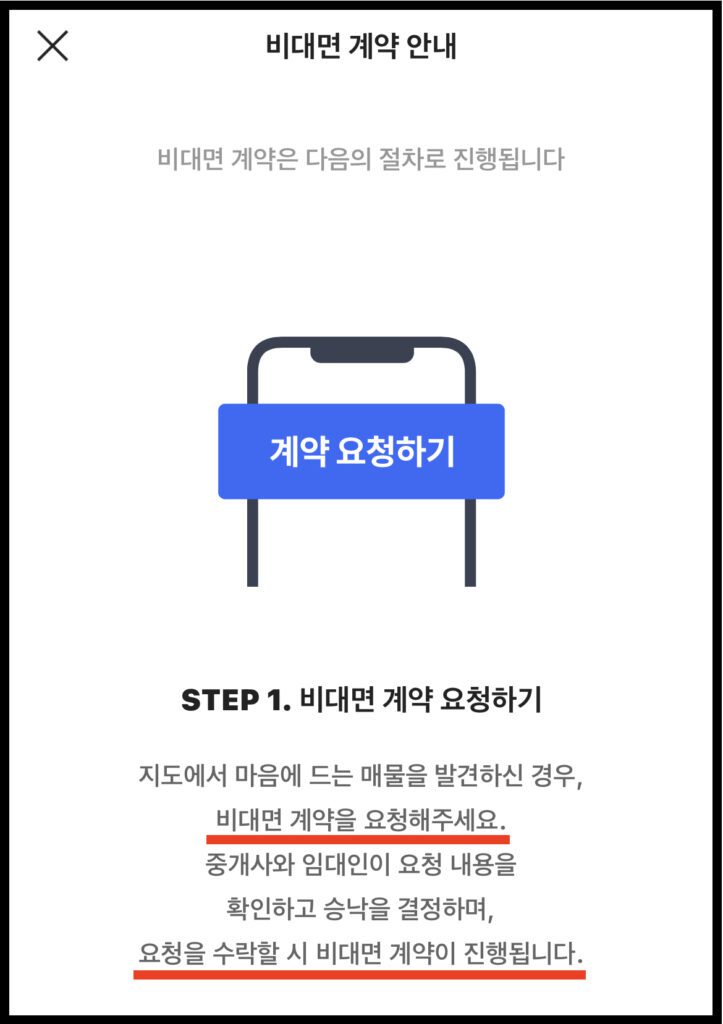 비대면 계약 안내
비대면 계약은 다음의 절차로 진행됩니다
계약 요청하기
STEP 1. 비대면 계약 요청하기
지도에서 마음에 드는 매물을 발견하신 경우,
비대면 계약을 요청해주세요.
중개사와 임대인이 요청 내용을
확인하고 승낙을 결정하며,
요청을 수락할 시 비대면 계약이 진행됩니다.